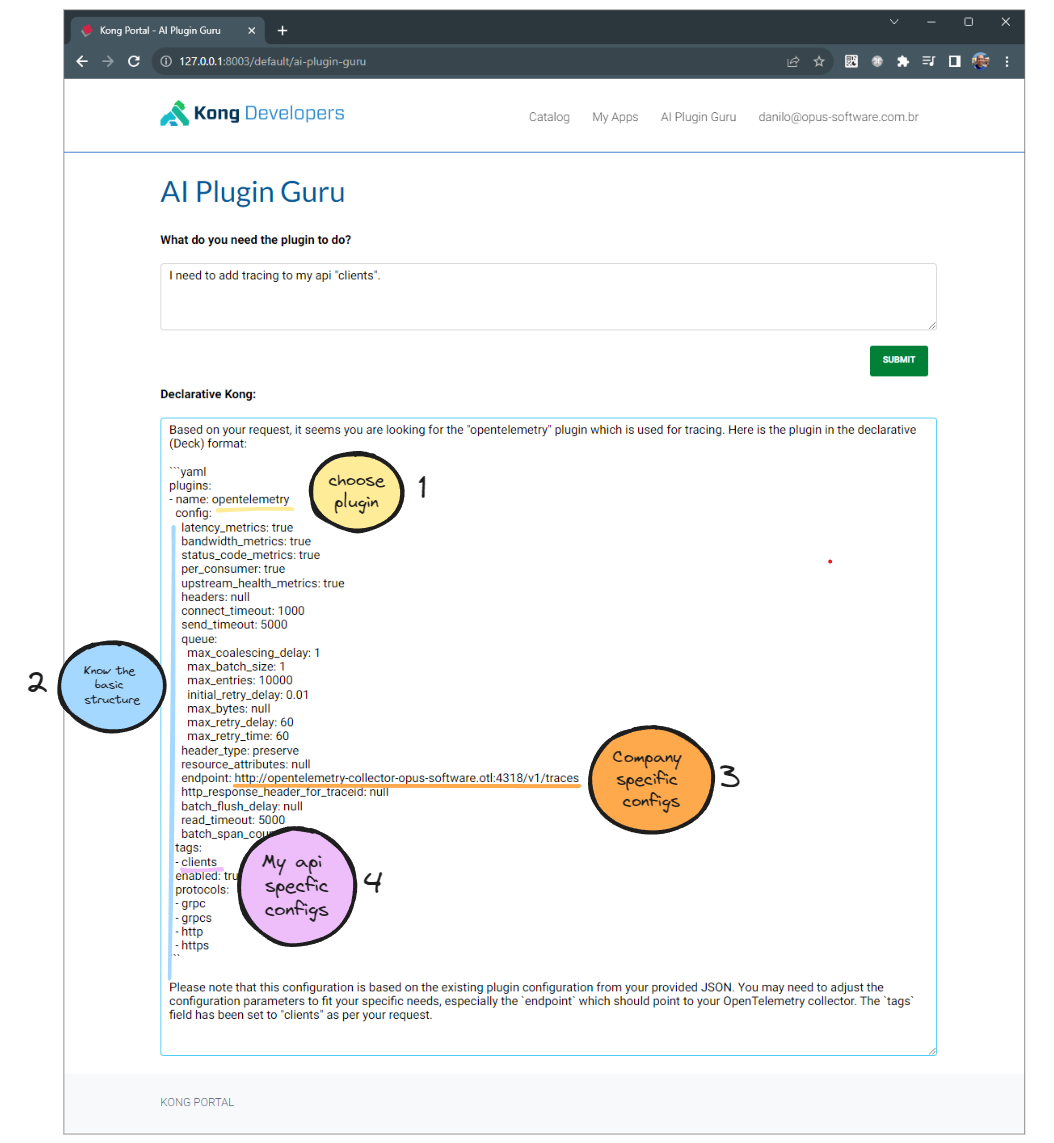 Kong Portal - AI Plugin Guru
127.0.0.1:8003/default/ai-plugin-guru
Kong Developers
Catalog My Apps AI Plugin Guru danilo@opus-software.com.br
AI Plugin Guru
What do you need the plugin to do?
I need to add tracing to my api "clients".
SUBMIT
Declarative Kong:
Based on your request, it seems you are looking for the "opentelemetry" plugin which is used for tracing. Here is the plugin in the declarative
(Deck) format:
```yaml
plugins:
- name: opentelemetry
config:
latency_metrics: true
bandwidth_metrics: true
status_code_metrics: true
per_consumer: true
upstream_health_metrics: true
headers: null
connect_timeout: 1000
send_timeout: 5000
queue:
max_coalescing_delay: 1
max_batch_size: 1
max_entries: 10000
initial_retry_delay: 0.01
max_bytes: null
max_retry_delay: 60
max_retry_time: 60
header_type: preserve
resource_attributes: null
endpoint: http://opentelemetry-collector-opus-software.otl:4318/v1/traces
http_response_header_for_traceid: null
batch_flush_delay: null
read_timeout: 5000
batch_span_cou
tags:
- clients
enabled: tru
protocols:
- grpc
- grpcs
- http
- https
```
Please note that this configuration is based on the existing plugin configuration from your provided JSON. You may need to adjust the
configuration parameters to fit your specific needs, especially the `endpoint` which should point to your OpenTelemetry collector. The `tags`
field has been set to "clients" as per your request.
choose
plugin
1
2
Know the
basic
structure
Company
specific
configs
3
My api
specfic
configs
4
KONG PORTAL